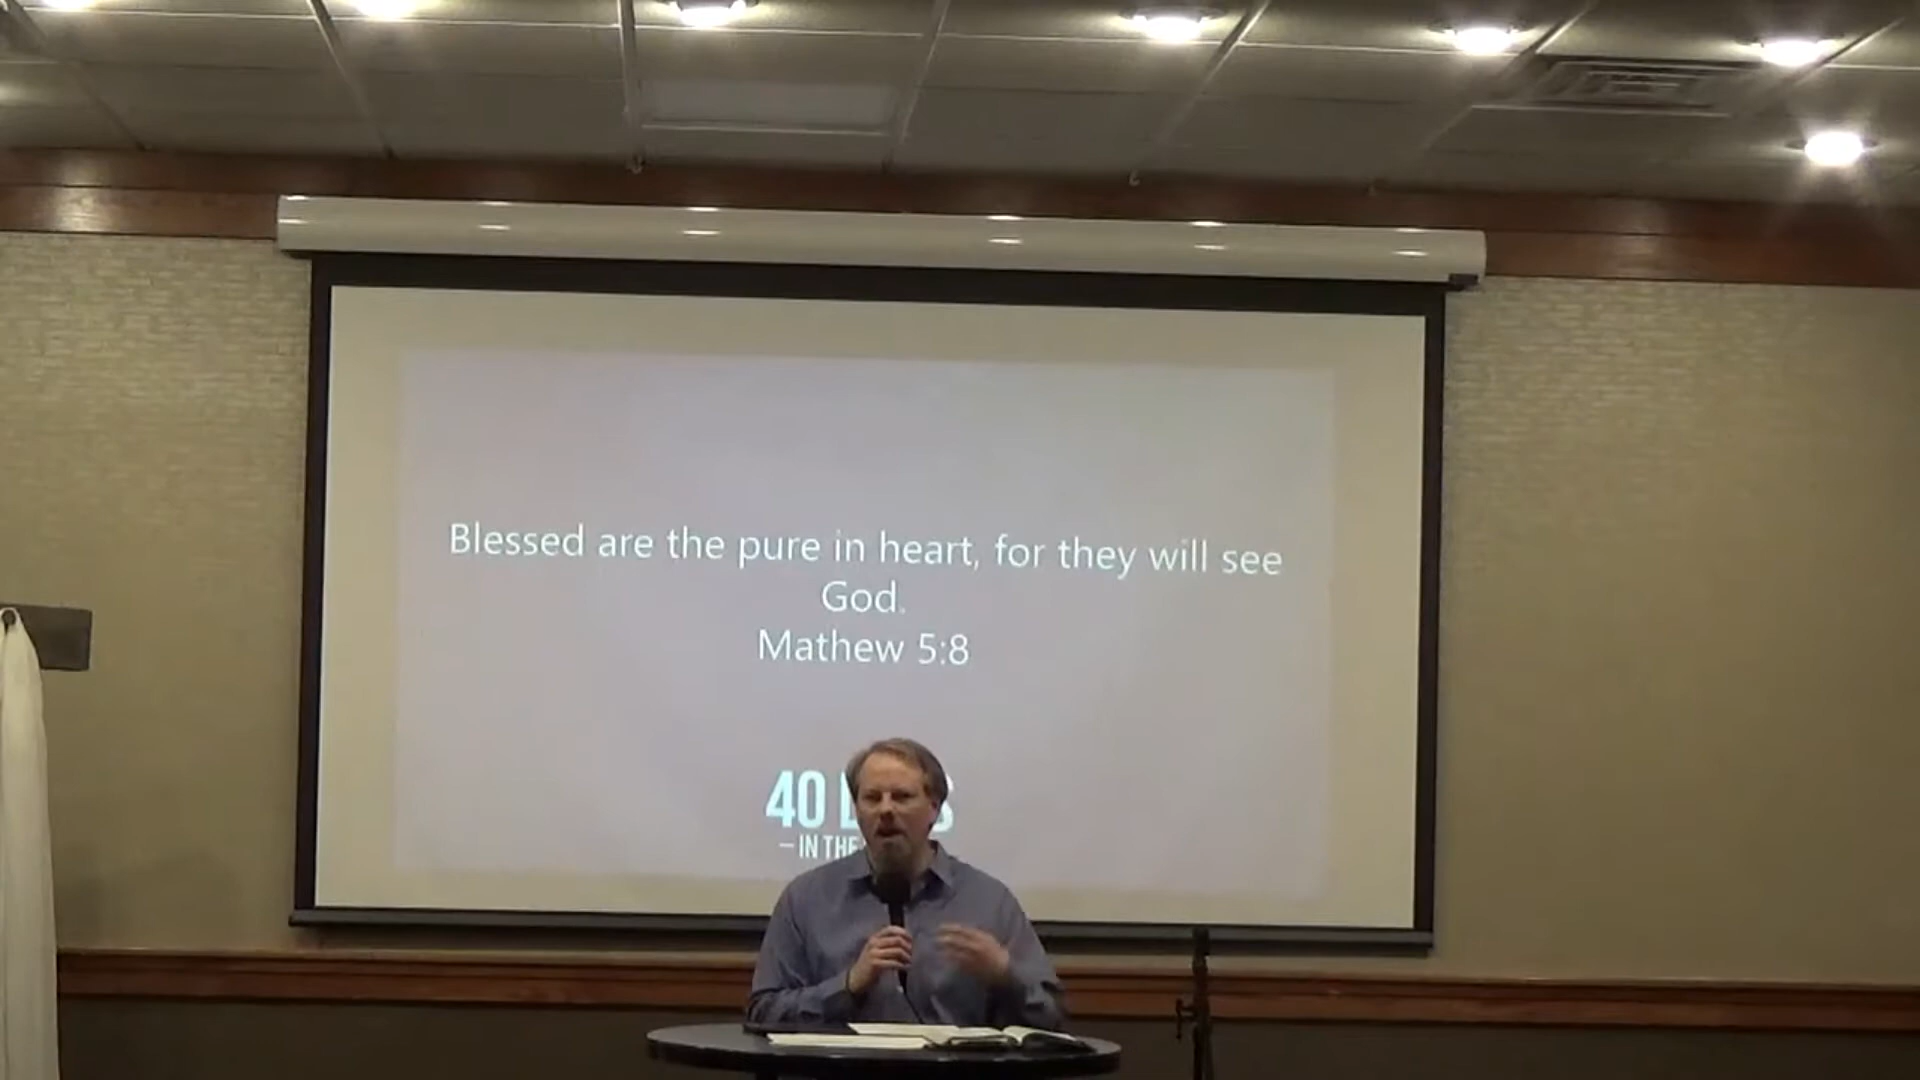 Blessed are the pure in heart, for they will see
God.
Mathew 5:8
40
– IN THE